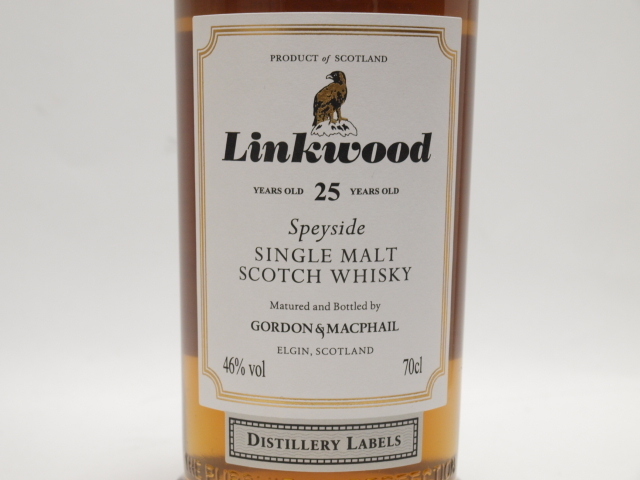 PRODUCT of SCOTLAND
Linkwood
YEARS OLD 25 YEARS OLD
Speyside
SINGLE MALT
SCOTCH WHISKY
Matured and Bottled by
GORDON & MACPHAIL
ELGIN, SCOTLAND
46% vol 70cl
DISTILLERY LABELS